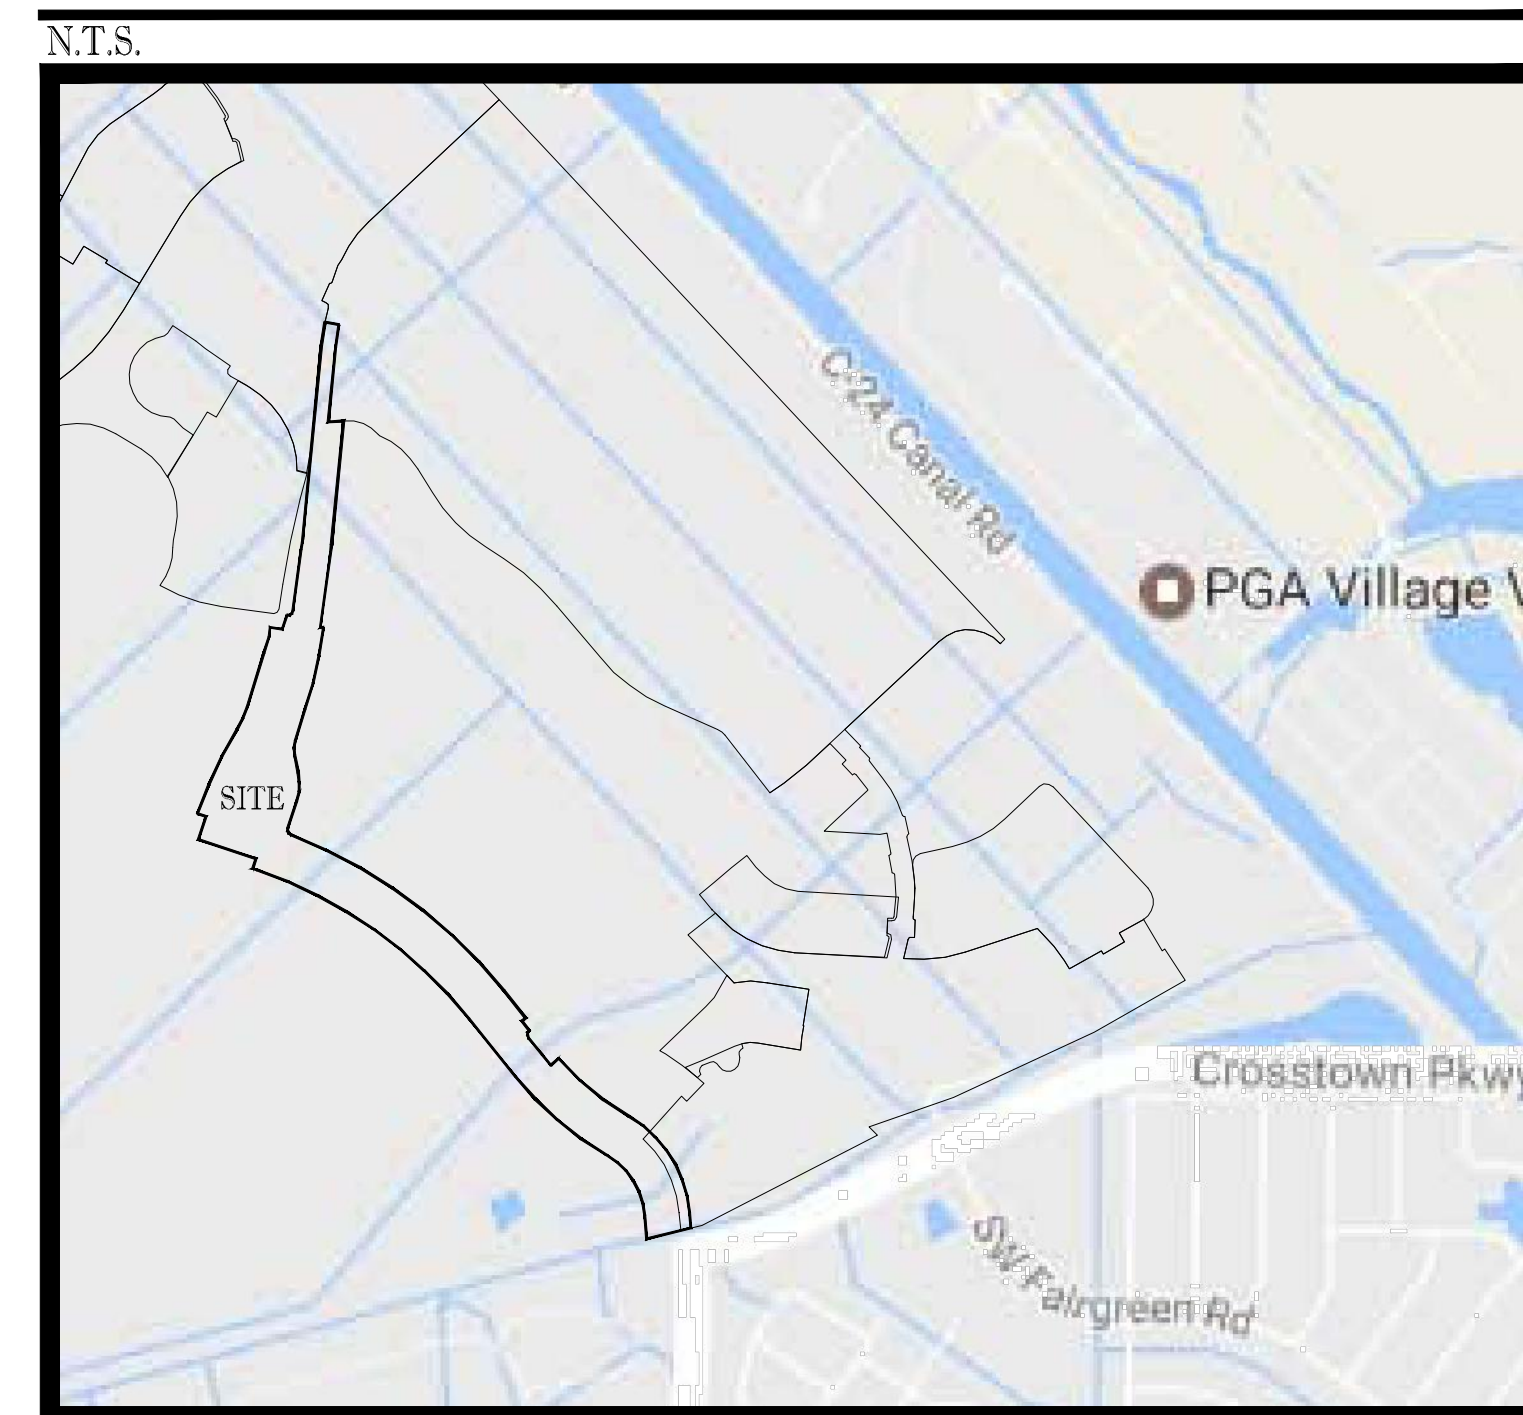 N.T.S.
C-24 Canal Rd
PGA Village
SITE
Crosstown Pkwy
SW Fairgreen Rd